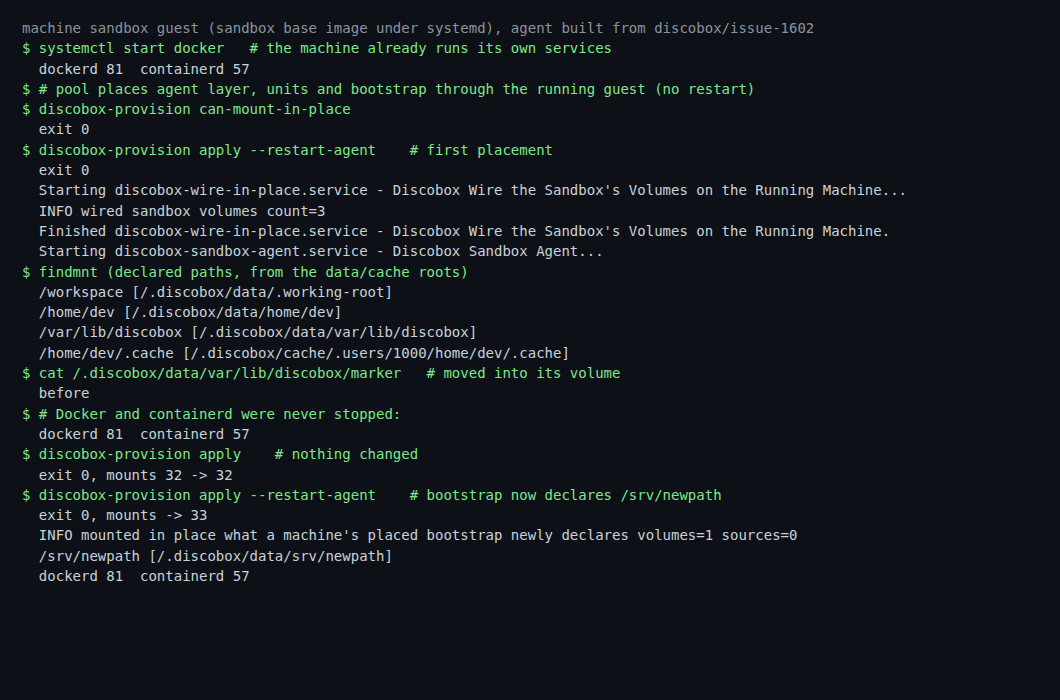 machine sandbox guest (sandbox base image under systemd), agent built from discobox/issue-1602
$ systemctl start docker   # the machine already runs its own services
  dockerd 81  containerd 57
$ # pool places agent layer, units and bootstrap through the running guest (no restart)
$ discobox-provision can-mount-in-place
  exit 0
$ discobox-provision apply --restart-agent    # first placement
  exit 0
  Starting discobox-wire-in-place.service - Discobox Wire the Sandbox's Volumes on the Running Machine...
  INFO wired sandbox volumes count=3
  Finished discobox-wire-in-place.service - Discobox Wire the Sandbox's Volumes on the Running Machine.
  Starting discobox-sandbox-agent.service - Discobox Sandbox Agent...
$ findmnt (declared paths, from the data/cache roots)
  /workspace [/.discobox/data/.working-root]
  /home/dev [/.discobox/data/home/dev]
  /var/lib/discobox [/.discobox/data/var/lib/discobox]
  /home/dev/.cache [/.discobox/cache/.users/1000/home/dev/.cache]
$ cat /.discobox/data/var/lib/discobox/marker   # moved into its volume
  before
$ # Docker and containerd were never stopped:
  dockerd 81  containerd 57
$ discobox-provision apply    # nothing changed
  exit 0, mounts 32 -> 32
$ discobox-provision apply --restart-agent    # bootstrap now declares /srv/newpath
  exit 0, mounts -> 33
  INFO mounted in place what a machine's placed bootstrap newly declares volumes=1 sources=0
  /srv/newpath [/.discobox/data/srv/newpath]
  dockerd 81  containerd 57